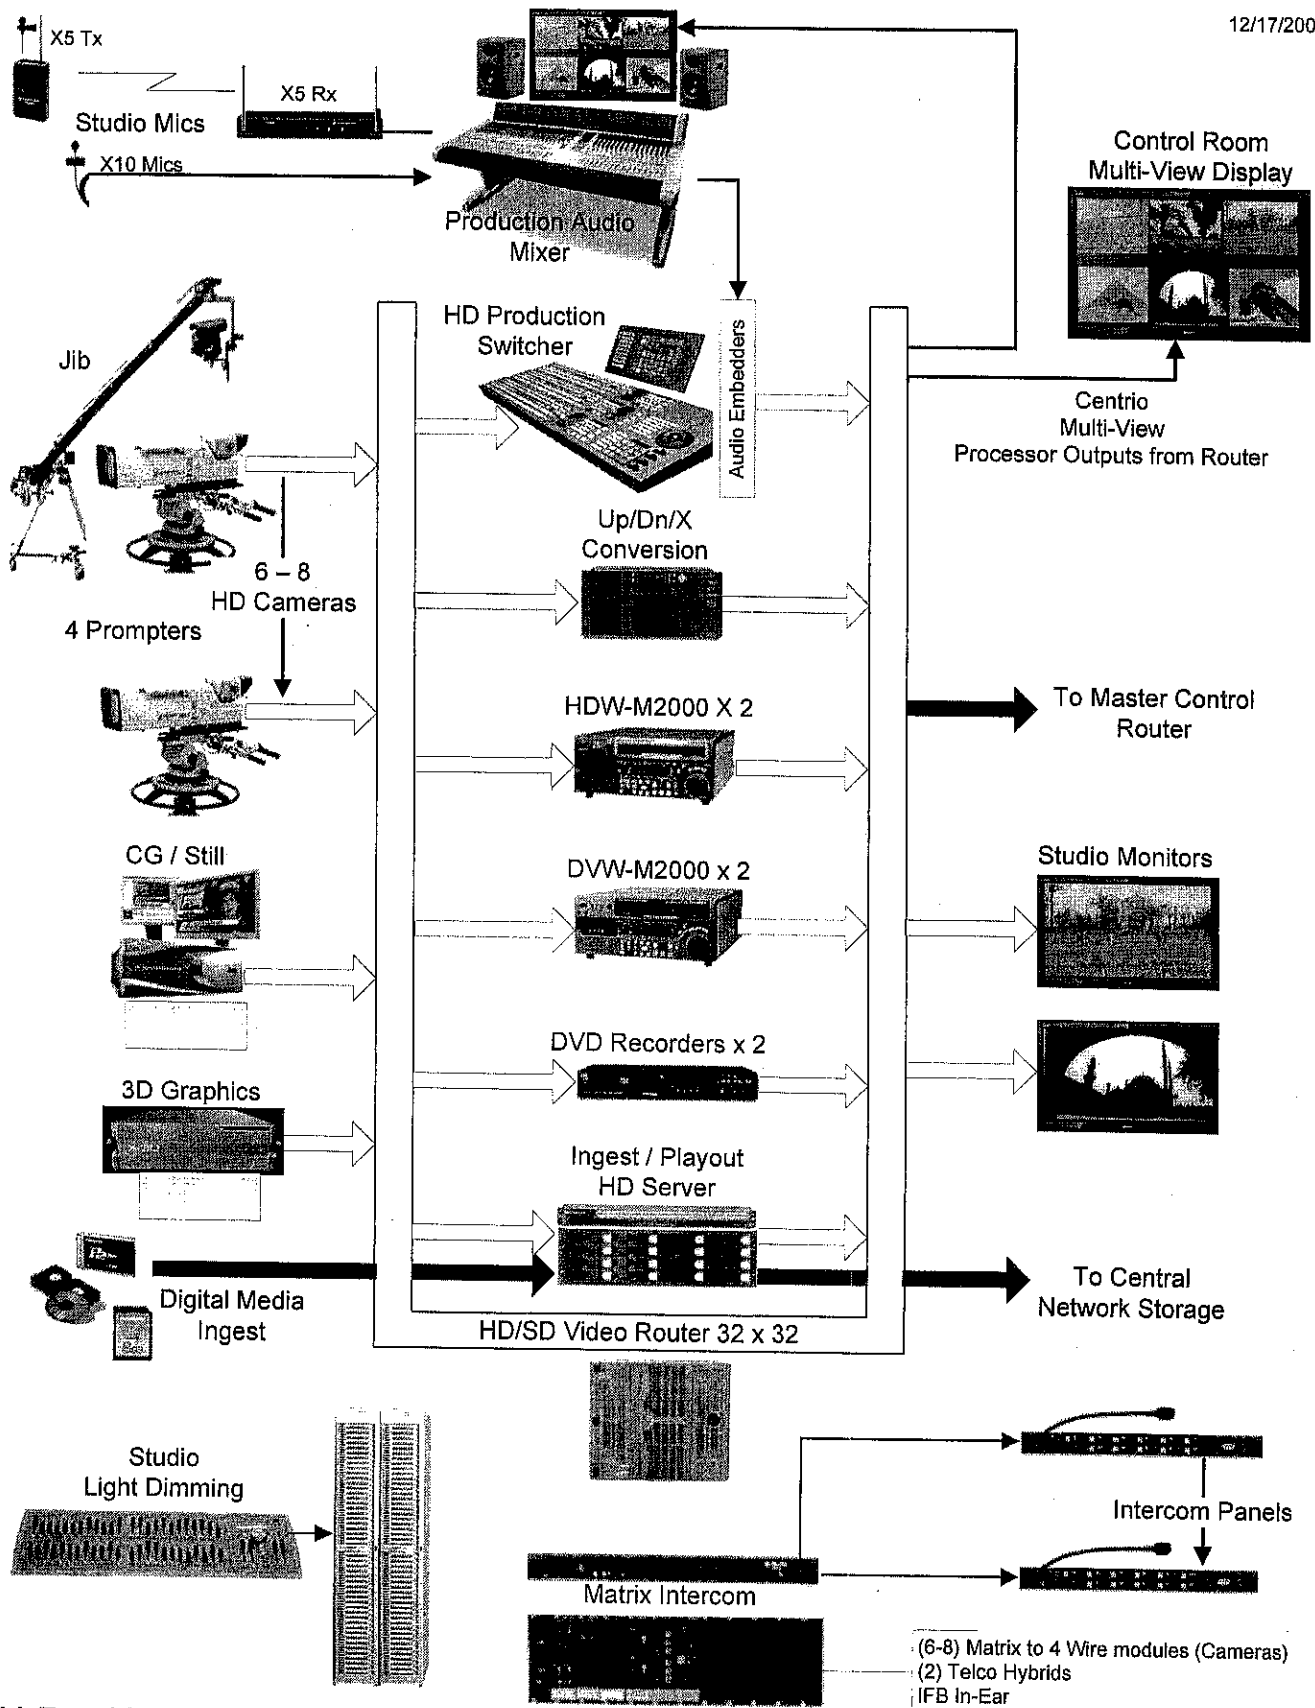 12/17/200
X5 Tx
X5 Rx
Studio Mics
X10 Mics
Production Audio
Mixer
Control Room
Multi-View Display
Jib
HD Production
Switcher
Audio Embedders
Centrio
Multi-View
Processor Outputs from Router
6 – 8
HD Cameras
4 Prompters
Up/Dn/X
Conversion
HDW-M2000 X 2
To Master Control
Router
CG / Still
DVW-M2000 x 2
Studio Monitors
DVD Recorders x 2
3D Graphics
Ingest / Playout
HD Server
Digital Media
Ingest
To Central
Network Storage
HD/SD Video Router 32 x 32
Studio
Light Dimming
Intercom Panels
Matrix Intercom
(6-8) Matrix to 4 Wire modules (Cameras)
(2) Telco Hybrids
IFB In-Ear